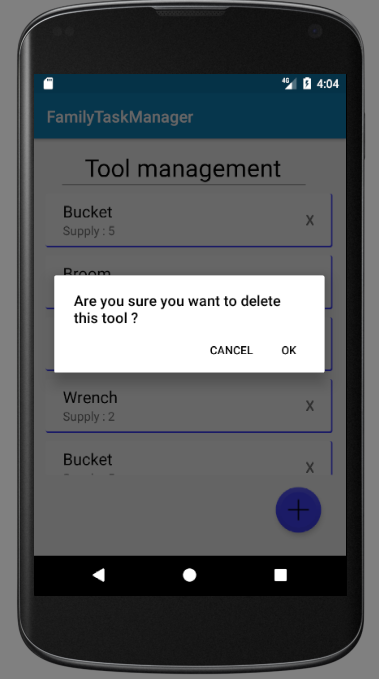 4G 4:04
FamilyTaskManager
Tool management
Bucket
Supply : 5
X
Broom
Are you sure you want to delete
this tool ?
CANCEL OK
Wrench
Supply : 2
X
Bucket
X